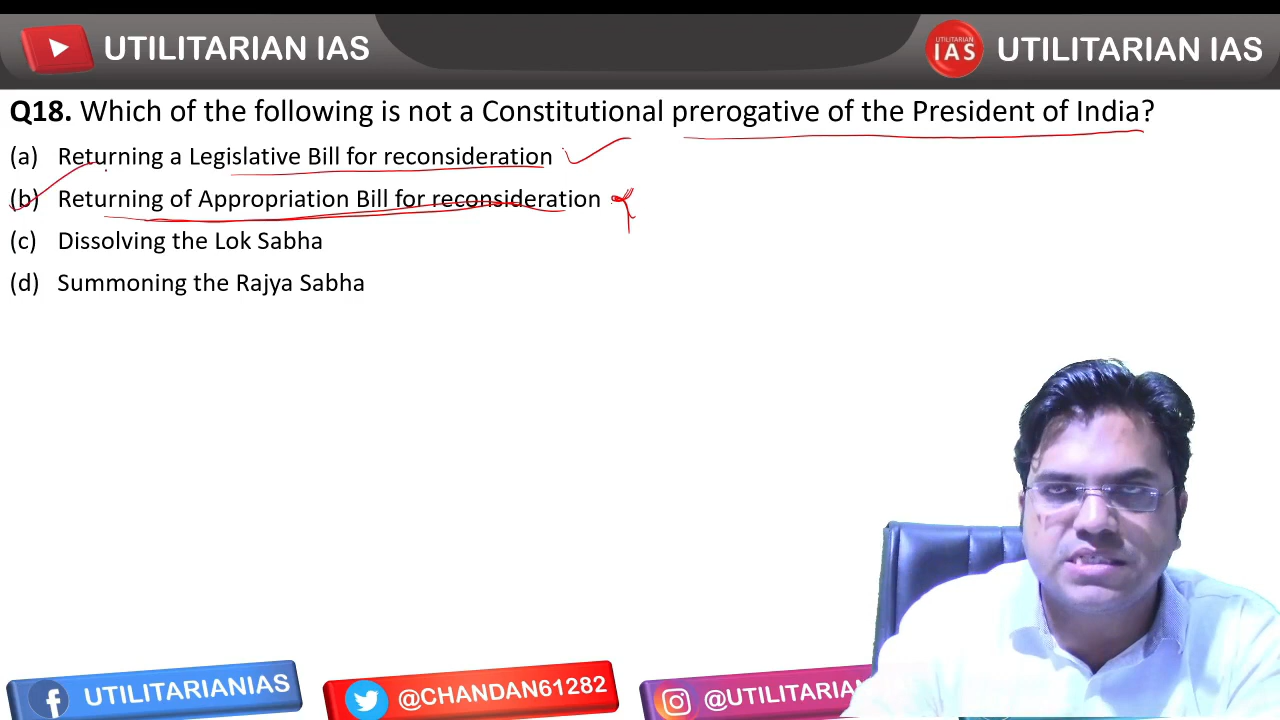 UTILITARIAN IAS
UTILITARIAN IAS UTILITARIAN IAS
Q18. Which of the following is not a Constitutional prerogative of the President of India?
(a) Returning a Legislative Bill for reconsideration
(b) Returning of Appropriation Bill for reconsideration
(c) Dissolving the Lok Sabha
(d) Summoning the Rajya Sabha
UTILITARIANIAS
@CHANDAN61282